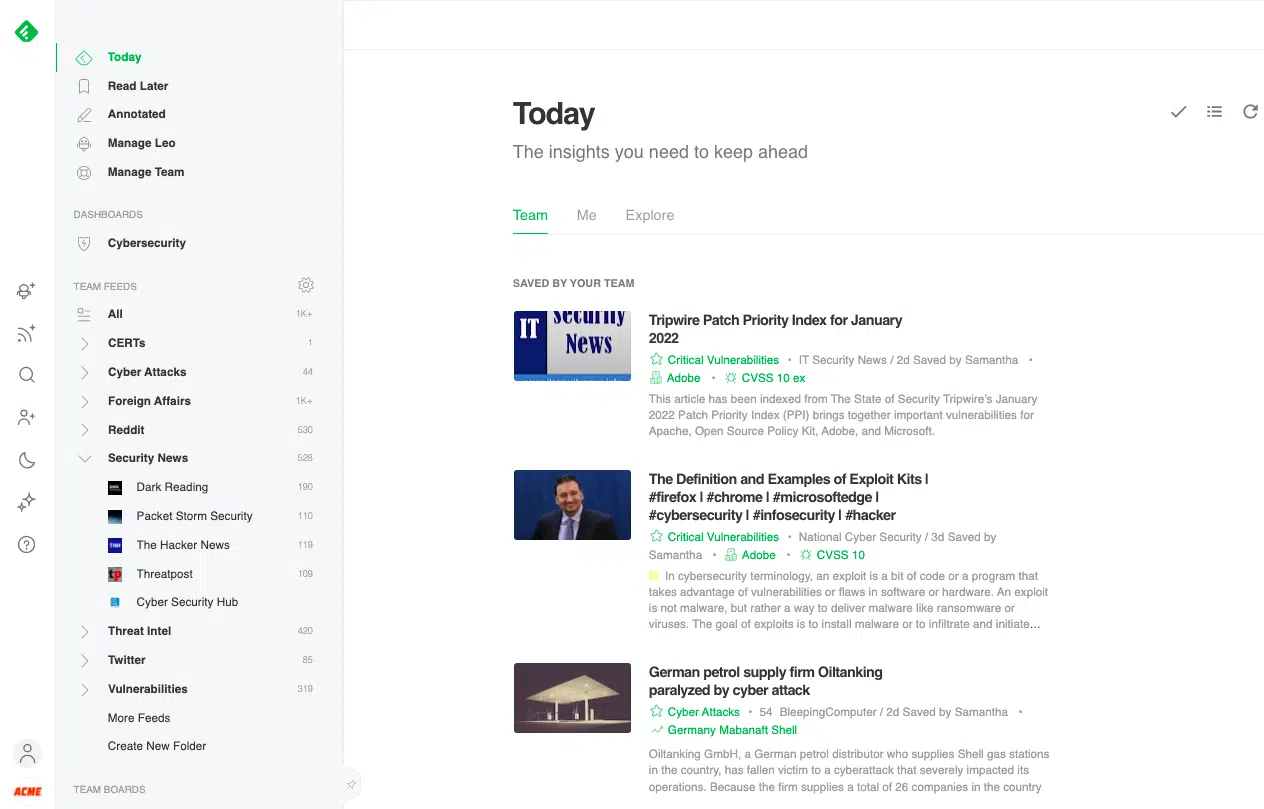 Today
Read Later
Annotated
Manage Leo
Manage Team
DASHBOARDS
Cybersecurity
TEAM FEEDS
All 1K+
CERTs 1
Cyber Attacks 44
Foreign Affairs 1K+
Reddit 530
Security News 528
Dark Reading 190
Packet Storm Security 110
THN The Hacker News 119
tp Threatpost 109
Cyber Security Hub
Threat Intel 420
Twitter 85
Vulnerabilities 319
More Feeds
Create New Folder
TEAM BOARDS
ACME
Today
The insights you need to keep ahead
Team Me Explore
SAVED BY YOUR TEAM
IT Security
News
Tripwire Patch Priority Index for January
2022
Critical Vulnerabilities • IT Security News / 2d Saved by Samantha •
Adobe • CVSS 10 ex
This article has been indexed from The State of Security Tripwire's January
2022 Patch Priority Index (PPI) brings together important vulnerabilities for
Apache, Open Source Policy Kit, Adobe, and Microsoft.
The Definition and Examples of Exploit Kits |
#firefox | #chrome | #microsoftedge |
#cybersecurity | #infosecurity | #hacker
Critical Vulnerabilities • National Cyber Security / 3d Saved by
Samantha • Adobe • CVSS 10
In cybersecurity terminology, an exploit is a bit of code or a program that
takes advantage of vulnerabilities or flaws in software or hardware. An exploit
is not malware, but rather a way to deliver malware like ransomware or
viruses. The goal of exploits is to install malware or to infiltrate and initiate...
German petrol supply firm Oiltanking
paralyzed by cyber attack
Cyber Attacks • 54 BleepingComputer / 2d Saved by Samantha •
Germany Mabanaft Shell
Oiltanking GmbH, a German petrol distributor who supplies Shell gas stations
in the country, has fallen victim to a cyberattack that severely impacted its
operations. Because the firm supplies a total of 26 companies in the country